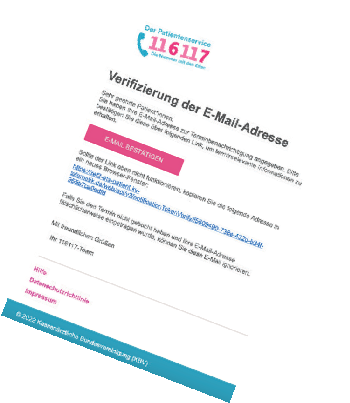 Der Patientenservice
116117
Die Nummer mit den Elfen
Verifizierung der E-Mail-Adresse
Sehr geehrte Patient*innen,
Sie haben Ihre E-Mail-Adresse zur Terminbenachrichtigung angegeben. Bitte
bestätigen Sie diese über folgenden Link, um terminrelevante Informationen zu
erhalten.
E-MAIL BESTÄTIGEN
Sollte der Link oben nicht funktionieren, kopieren Sie die folgende Adresse in
ein neues Browser-Fenster:
Falls Sie den Termin nicht gebucht haben und Ihre E-Mail-Adresse
fälschlicherweise eingetragen wurde, können Sie diese E-Mail ignorieren.
Mit freundlichen Grüßen
Ihr 116117-Team
Hilfe
Datenschutzrichtlinie
Impressum
© 2022 Kassenärztliche Bundesvereinigung (KBV)